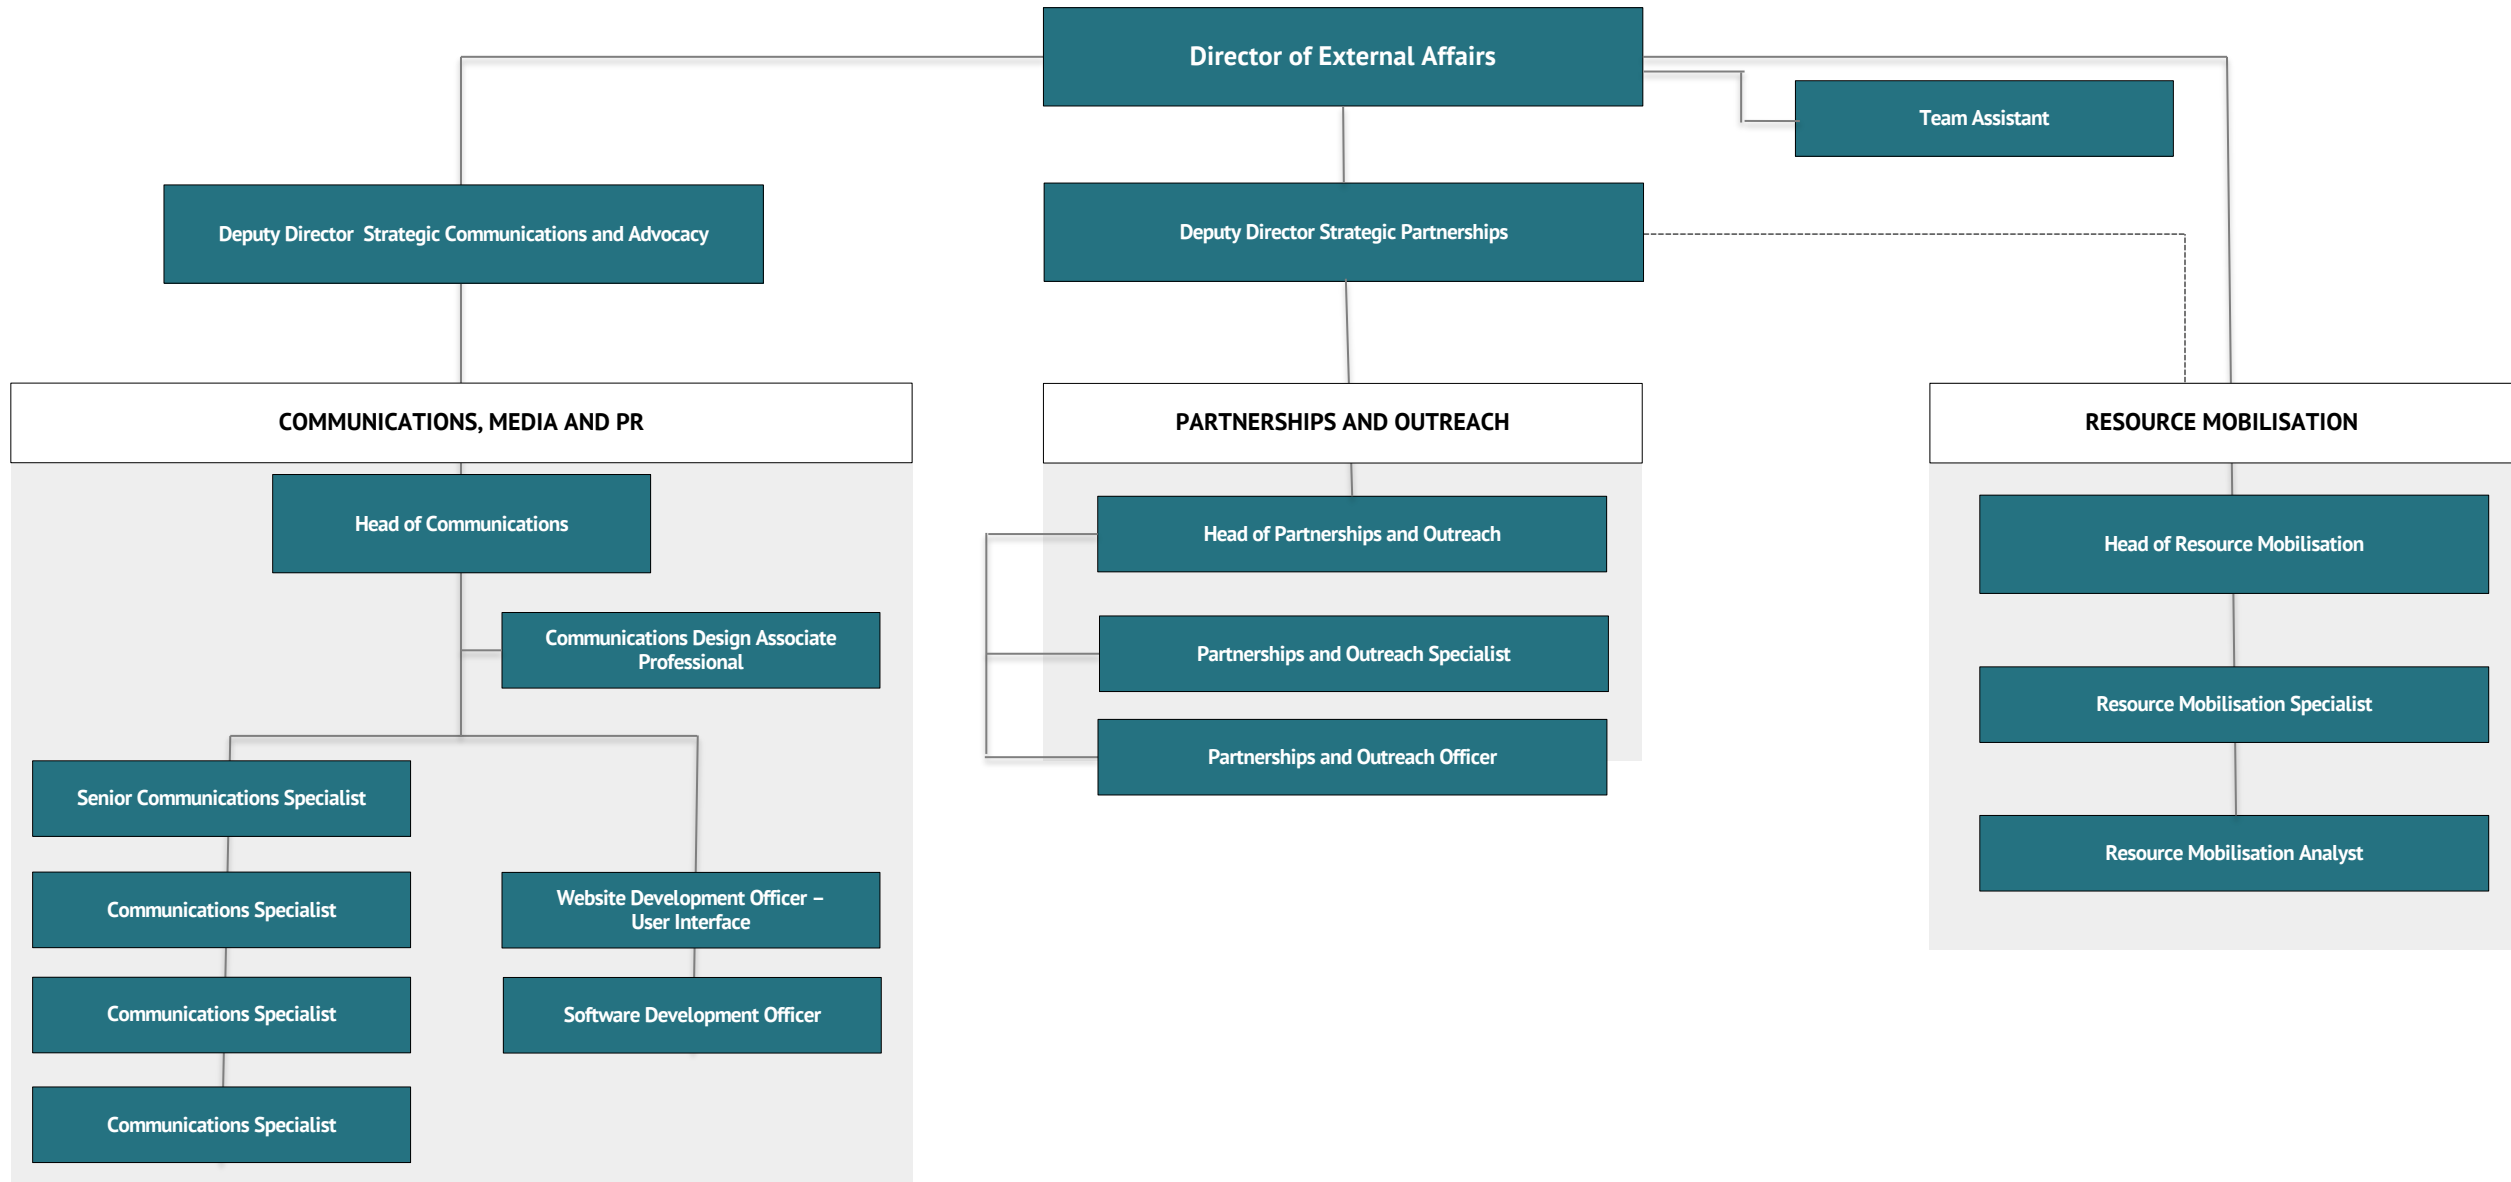 Director of External Affairs
Team Assistant
Deputy Director  Strategic Communications and Advocacy
Deputy Director Strategic Partnerships
COMMUNICATIONS, MEDIA AND PR
Head of Communications
Communications Design Associate
Professional
Senior Communications Specialist
Communications Specialist
Communications Specialist
Communications Specialist
Website Development Officer –
User Interface
Software Development Officer
PARTNERSHIPS AND OUTREACH
Head of Partnerships and Outreach
Partnerships and Outreach Specialist
Partnerships and Outreach Officer
RESOURCE MOBILISATION
Head of Resource Mobilisation
Resource Mobilisation Specialist
Resource Mobilisation Analyst